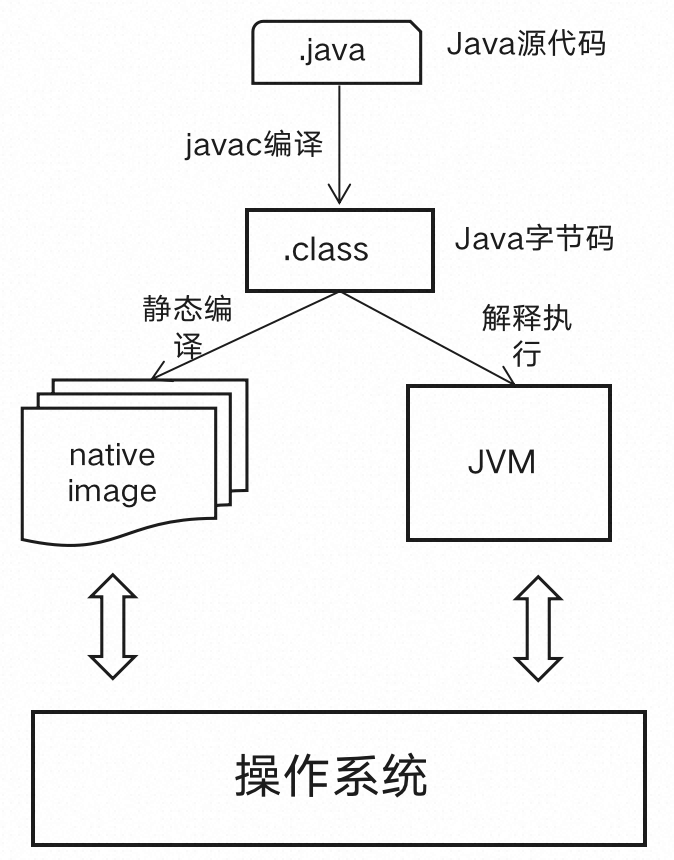 .java
Java源代码
javac编译
.class
Java字节码
静态编
译
解释执
行
native
image
JVM
操作系统